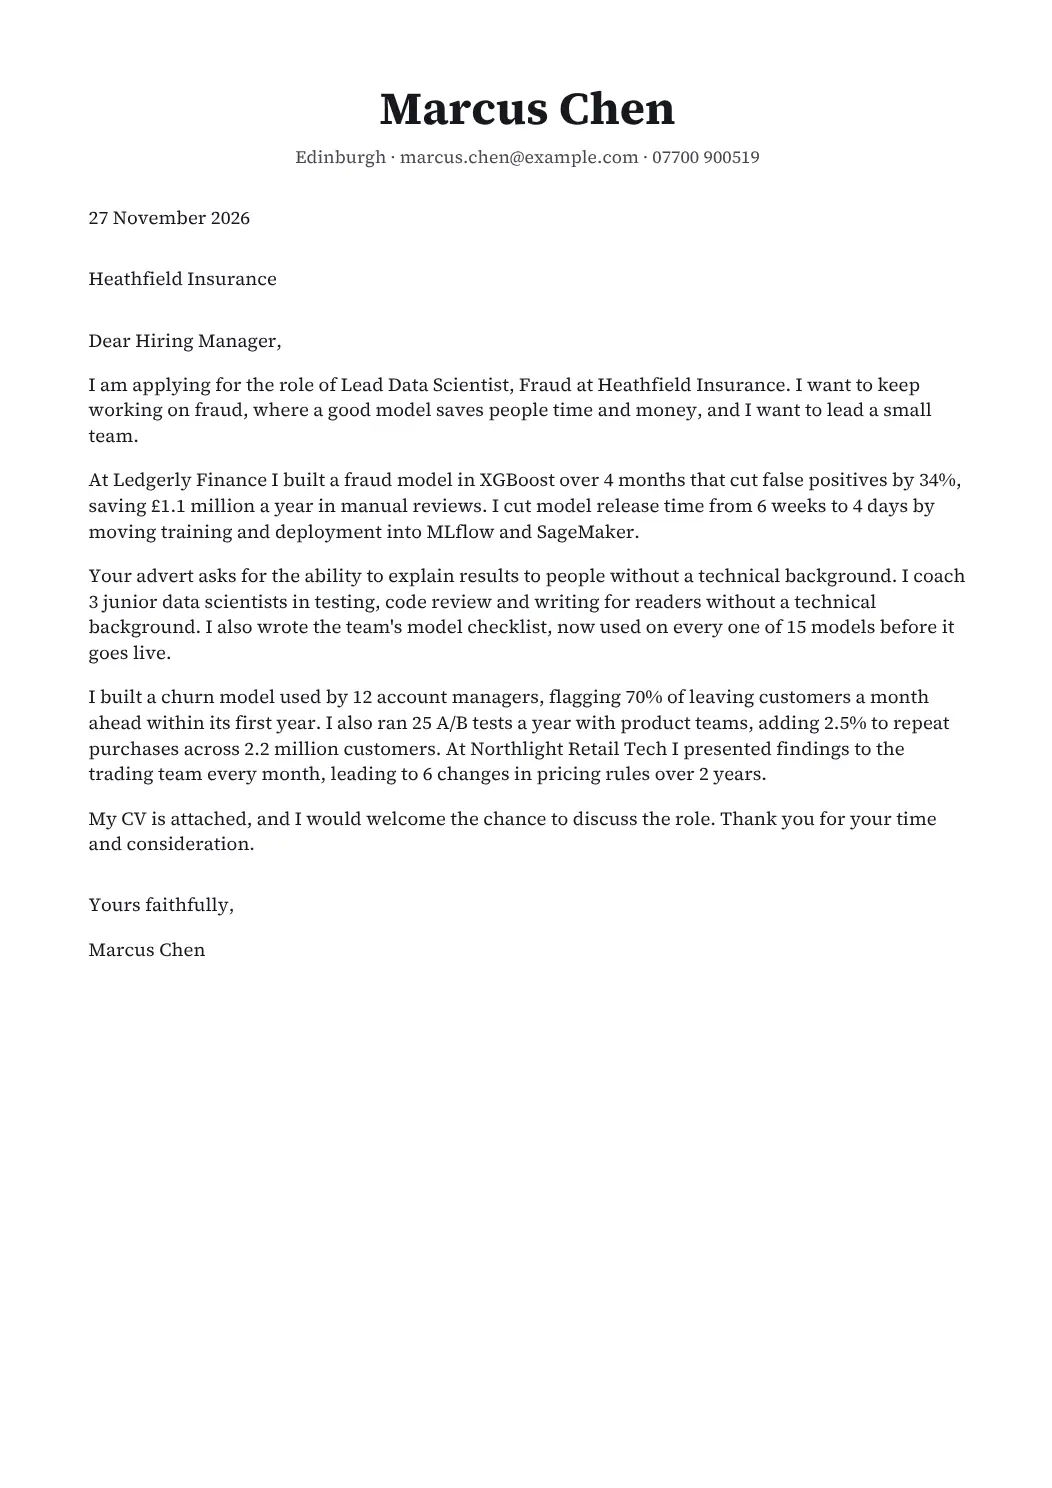 Marcus Chen
Edinburgh · marcus.chen@example.com · 07700 900519
27 November 2026
Heathfield Insurance
Dear Hiring Manager,
I am applying for the role of Lead Data Scientist, Fraud at Heathfield Insurance. I want to keep
working on fraud, where a good model saves people time and money, and I want to lead a small
team.
At Ledgerly Finance I built a fraud model in XGBoost over 4 months that cut false positives by 34%,
saving £1.1 million a year in manual reviews. I cut model release time from 6 weeks to 4 days by
moving training and deployment into MLflow and SageMaker.
Your advert asks for the ability to explain results to people without a technical background. I coach
3 junior data scientists in testing, code review and writing for readers without a technical
background. I also wrote the team's model checklist, now used on every one of 15 models before it
goes live.
I built a churn model used by 12 account managers, flagging 70% of leaving customers a month
ahead within its first year. I also ran 25 A/B tests a year with product teams, adding 2.5% to repeat
purchases across 2.2 million customers. At Northlight Retail Tech I presented findings to the
trading team every month, leading to 6 changes in pricing rules over 2 years.
My CV is attached, and I would welcome the chance to discuss the role. Thank you for your time
and consideration.
Yours faithfully,
Marcus Chen